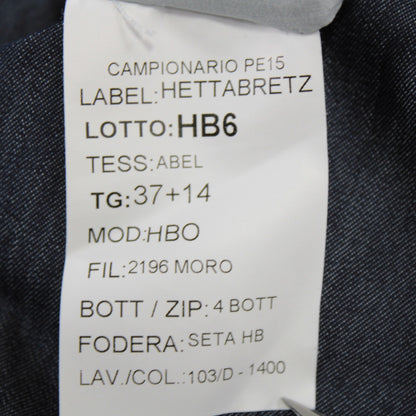 CAMPIONARIO PE15
LABEL:HETTABRETZ
LOTTO:HB6
TESS:ABEL
TG:37+14
MOD:HBO
FIL:2196 MORO
BOTT / ZIP:4 BOTT
FODERA:SETA HB
LAV./COL.:103/D - 1400